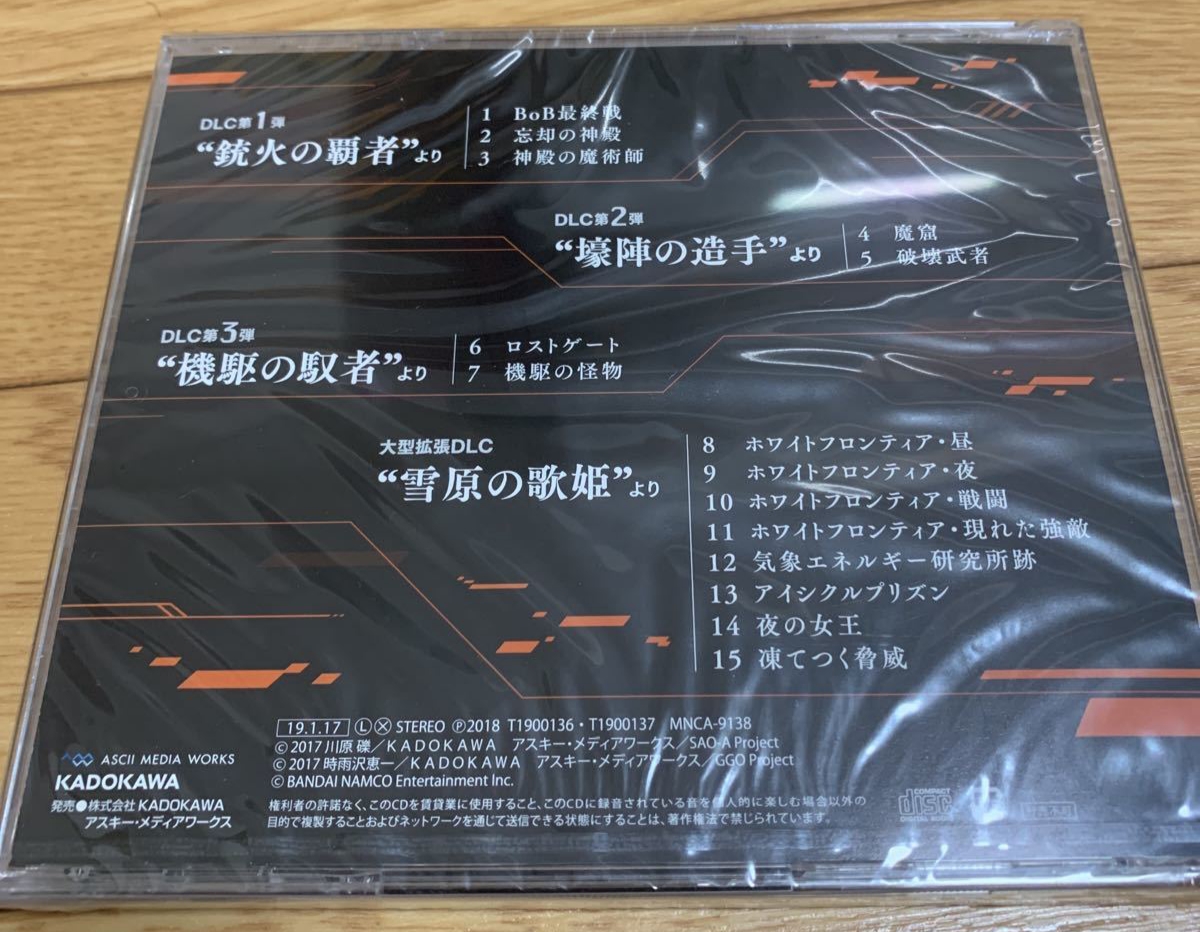 DLC第1弾
“銃火の覇者”より
1 BoB最終戦
2 忘却の神殿
3 神殿の魔術師
DLC第2弾
“壕陣の造手”より
4 魔窟
5 破壊武者
DLC第3弾
“機駆の馭者”より
6 ロストゲート
7 機駆の怪物
大型拡張DLC
“雪原の歌姫”より
8 ホワイトフロンティア・昼
9 ホワイトフロンティア・夜
10 ホワイトフロンティア・戦闘
11 ホワイトフロンティア・現れた強敵
12 気象エネルギー研究所跡
13 アイシクルプリズン
14 夜の女王
15 凍てつく脅威
19.1.17 Ⓛ Ⓧ STEREO ℗2018 T1900136・T1900137 MNCA-9138
©2017 川原 礫／KADOKAWA アスキー・メディアワークス／SAO-A Project
©2017 時雨沢恵一／KADOKAWA アスキー・メディアワークス／GGO Project
©BANDAI NAMCO Entertainment Inc.
ASCII MEDIA WORKS
KADOKAWA
発売●株式会社 KADOKAWA
アスキー・メディアワークス
権利者の許諾なく、このCDを賃貸業に使用すること、このCDに録音されている音を個人的に楽しむ場合以外の
目的で複製することおよびネットワークを通じて送信できる状態にすることは、著作権法で禁じられています。
COMPACT
disc
DIGITAL AUDIO